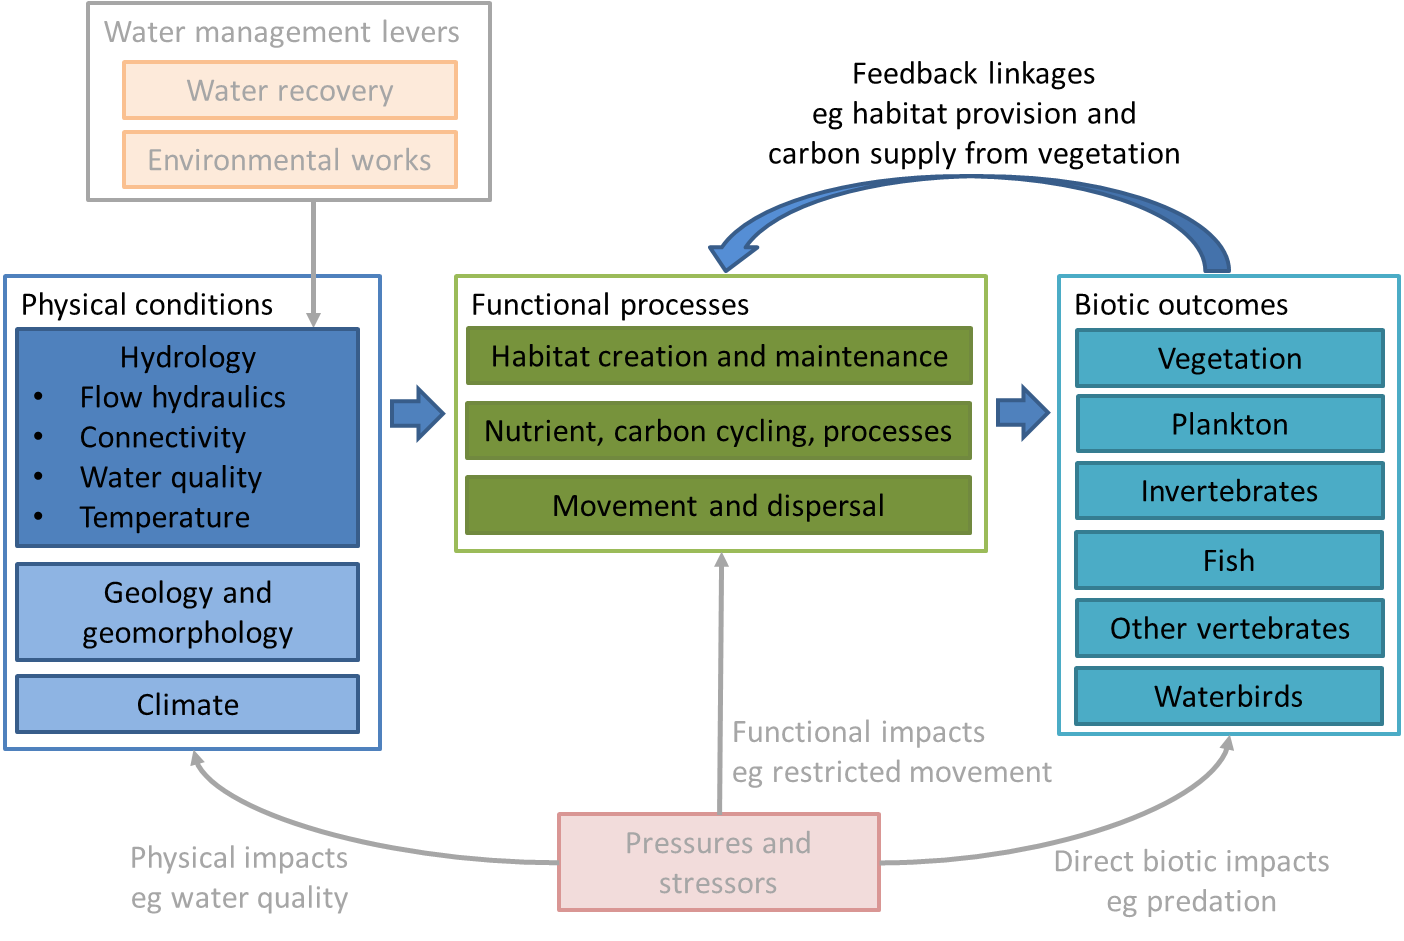 Water management levers
Water recovery
Environmental works
Feedback linkages
eg habitat provision and
carbon supply from vegetation
Physical conditions
Hydrology
• Flow hydraulics
• Connectivity
• Water quality
• Temperature
Geology and
geomorphology
Climate
Functional processes
Habitat creation and maintenance
Nutrient, carbon cycling, processes
Movement and dispersal
Biotic outcomes
Vegetation
Plankton
Invertebrates
Fish
Other vertebrates
Waterbirds
Functional impacts
eg restricted movement
Pressures and
stressors
Physical impacts
eg water quality
Direct biotic impacts
eg predation